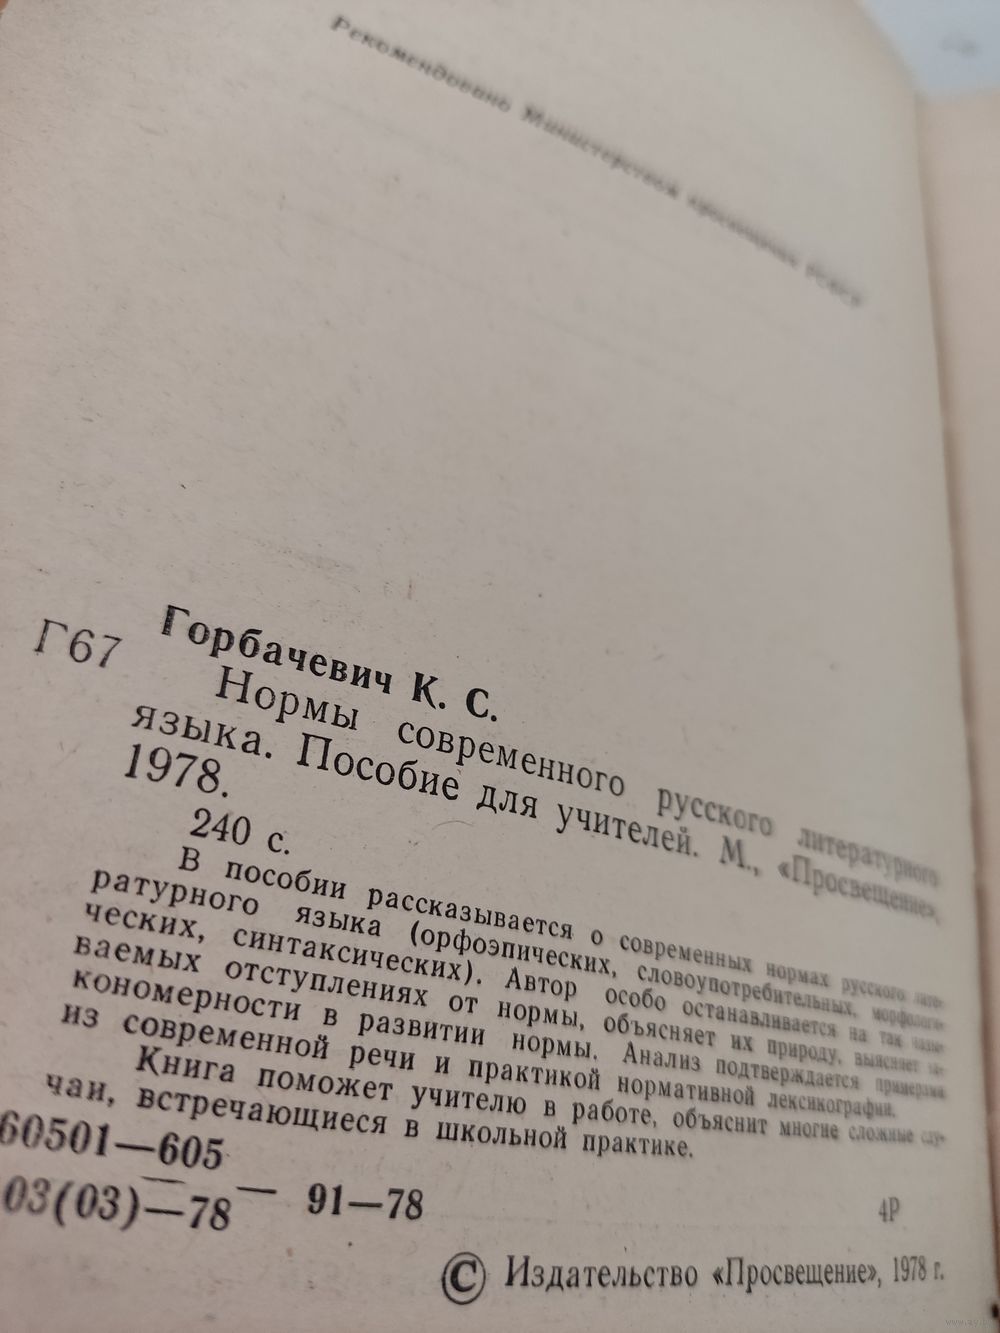 Рекомендовано Министерством просвещения РСФСР
Горбачевич К. С.
Г67
Нормы современного русского литературного
языка. Пособие для учителей. М., «Просвещение»,
1978.
240 с.
В пособии рассказывается о современных нормах русского лите-
ратурного языка (орфоэпических, словоупотребительных, морфологи-
ческих, синтаксических). Автор особо останавливается на так назы-
ваемых отступлениях от нормы, объясняет их природу, выясняет за-
кономерности в развитии нормы. Анализ подтверждается примерами
из современной речи и практикой нормативной лексикографии.
Книга поможет учителю в работе, объяснит многие сложные слу-
чаи, встречающиеся в школьной практике.
60501—605
03(03)—78 — 91—78
4Р
© Издательство «Просвещение», 1978 г.